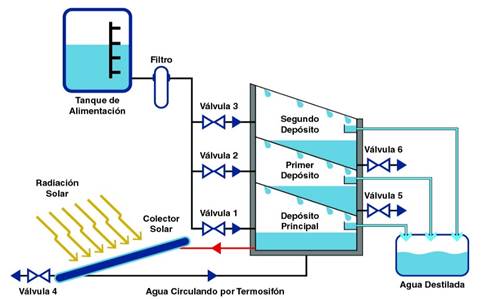 Filtro
Tanque de
Alimentación
Válvula 3
Segundo
Depósito
Válvula 6
Válvula 2
Primer
Depósito
Radiación
Solar
Válvula 5
Colector
Solar
Válvula 1
Depósito
Principal
Válvula 4
Agua Circulando por Termosifón
Agua Destilada